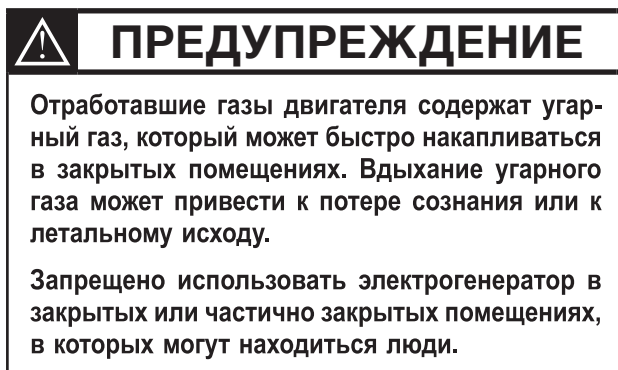 ПРЕДУПРЕЖДЕНИЕ
Отработавшие газы двигателя содержат угар-
ный газ, который может быстро накапливаться
в закрытых помещениях. Вдыхание угарного
газа может привести к потере сознания или к
летальному исходу.
Запрещено использовать электрогенератор в
закрытых или частично закрытых помещениях,
в которых могут находиться люди.